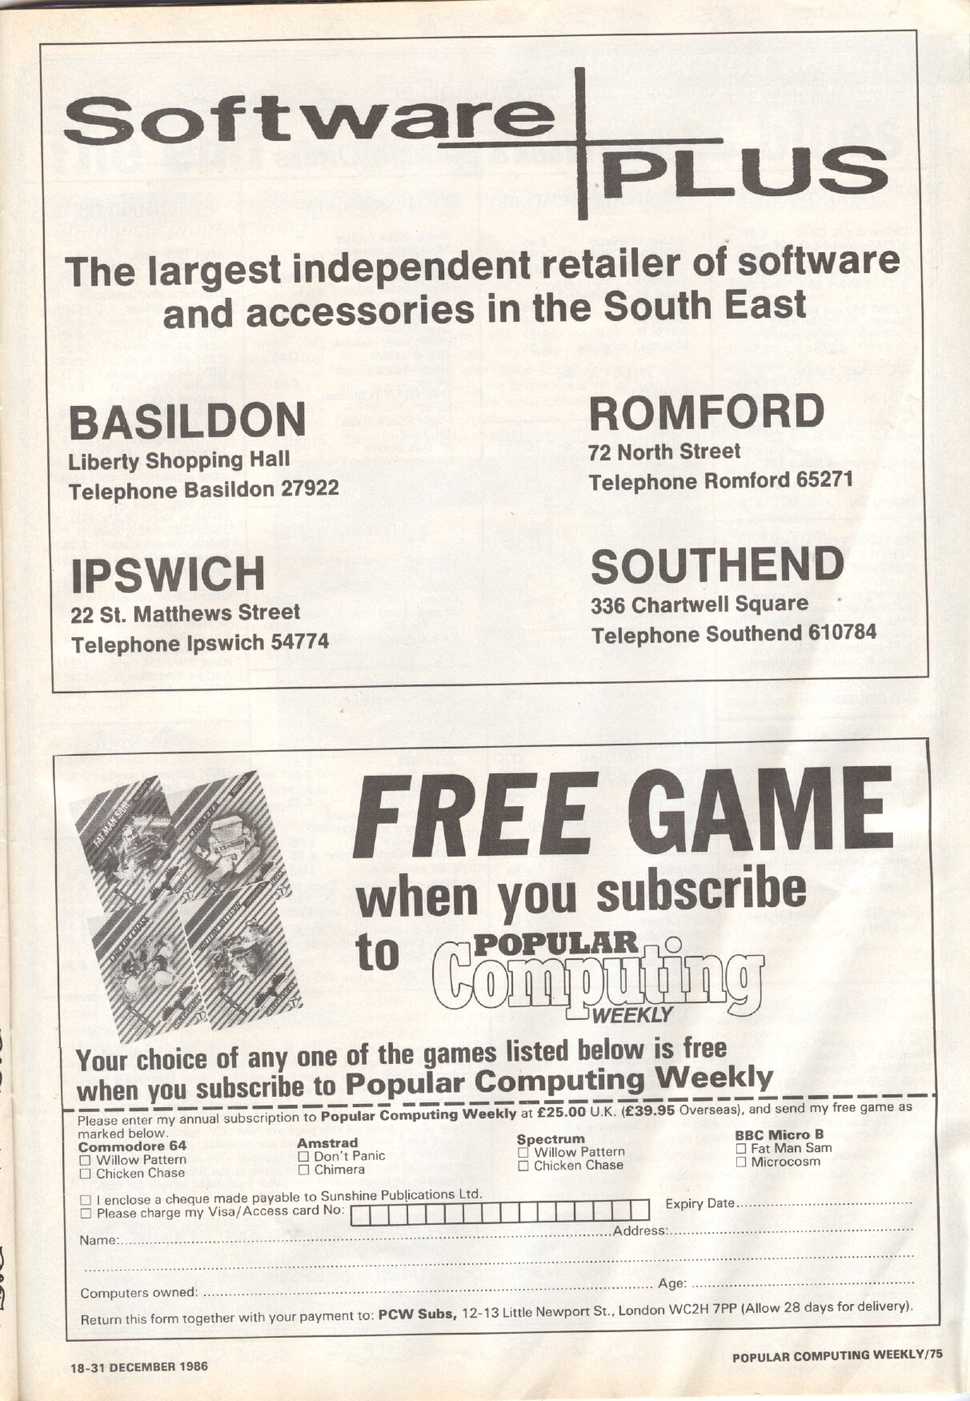 Software
PLUS
The largest independent retailer of software
and accessories in the South East
BASILDON
Liberty Shopping Hall
Telephone Basildon 27922
ROMFORD
72 North Street
Telephone Romford 65271
IPSWICH
22 St. Matthews Street
Telephone Ipswich 54774
SOUTHEND
336 Chartwell Square
Telephone Southend 610784
FAT MAN SAM
FREE GAME
when you subscribe
to POPULAR
Computing
WEEKLY
Your choice of any one of the games listed below is free
when you subscribe to Popular Computing Weekly
Please enter my annual subscription to Popular Computing Weekly at £25.00 U.K. (£39.95 Overseas), and send my free game as
marked below.
Commodore 64
☐ Willow Pattern
☐ Chicken Chase
Amstrad
☐ Don't Panic
☐ Chimera
Spectrum
☐ Willow Pattern
☐ Chicken Chase
BBC Micro B
☐ Fat Man Sam
☐ Microcosm
☐ I enclose a cheque made payable to Sunshine Publications Ltd.
☐ Please charge my Visa/Access card No: Expiry Date
Name: Address:
Computers owned: Age:
Return this form together with your payment to: PCW Subs, 12-13 Little Newport St., London WC2H 7PP (Allow 28 days for delivery).
18-31 DECEMBER 1986
POPULAR COMPUTING WEEKLY/75